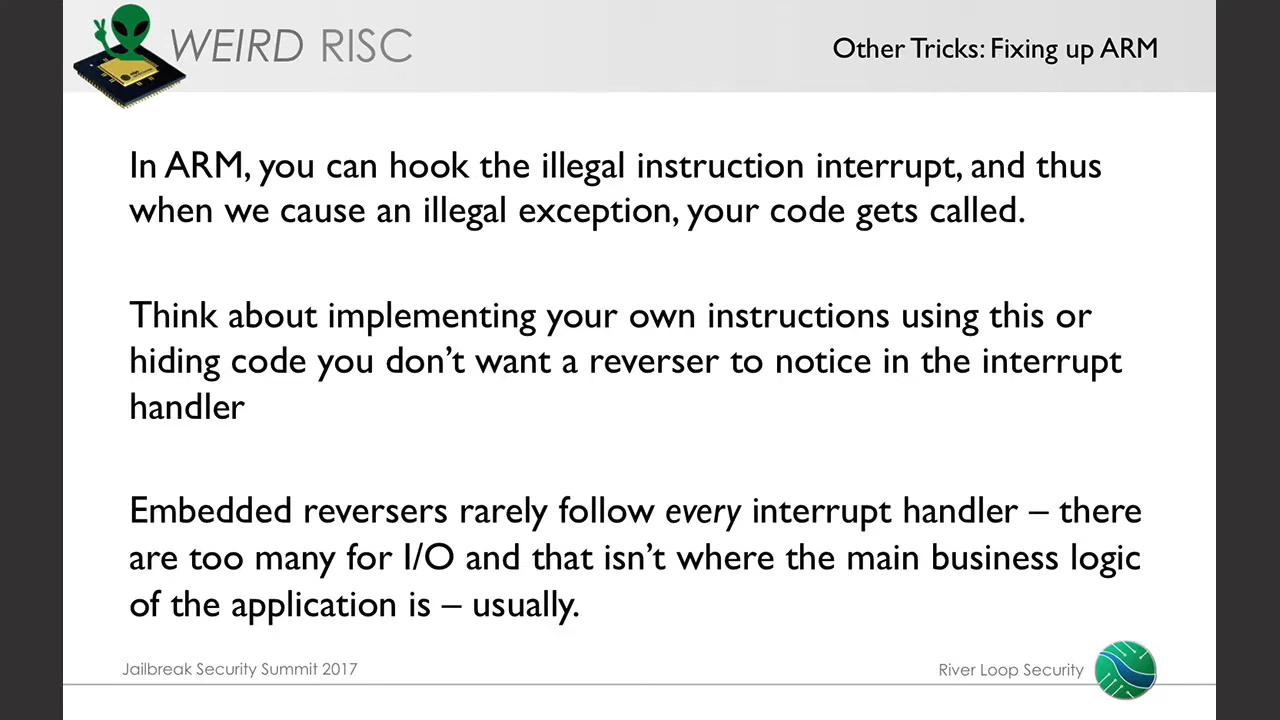 WEIRD RISC
Other Tricks: Fixing up ARM
In ARM, you can hook the illegal instruction interrupt, and thus
when we cause an illegal exception, your code gets called.
Think about implementing your own instructions using this or
hiding code you don’t want a reverser to notice in the interrupt
handler
Embedded reversers rarely follow every interrupt handler – there
are too many for I/O and that isn’t where the main business logic
of the application is – usually.
Jailbreak Security Summit 2017
River Loop Security